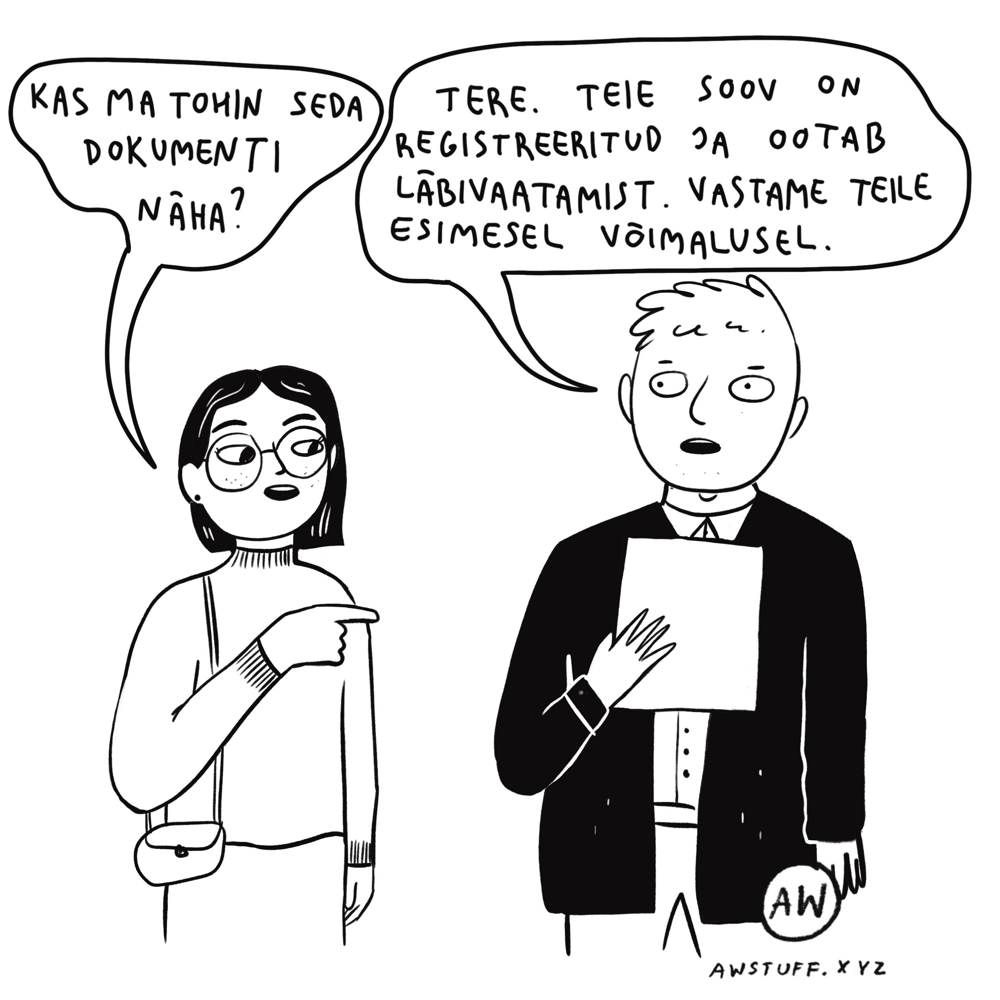 KAS MA TOHIN SEDA
DOKUMENTI
NÄHA?
TERE. TEIE SOOV ON
REGISTREERITUD JA OOTAB
LÄBIVAATAMIST. VASTAME TEILE
ESIMESEL VÕIMALUSEL.
AW
AWSTUFF.XYZ